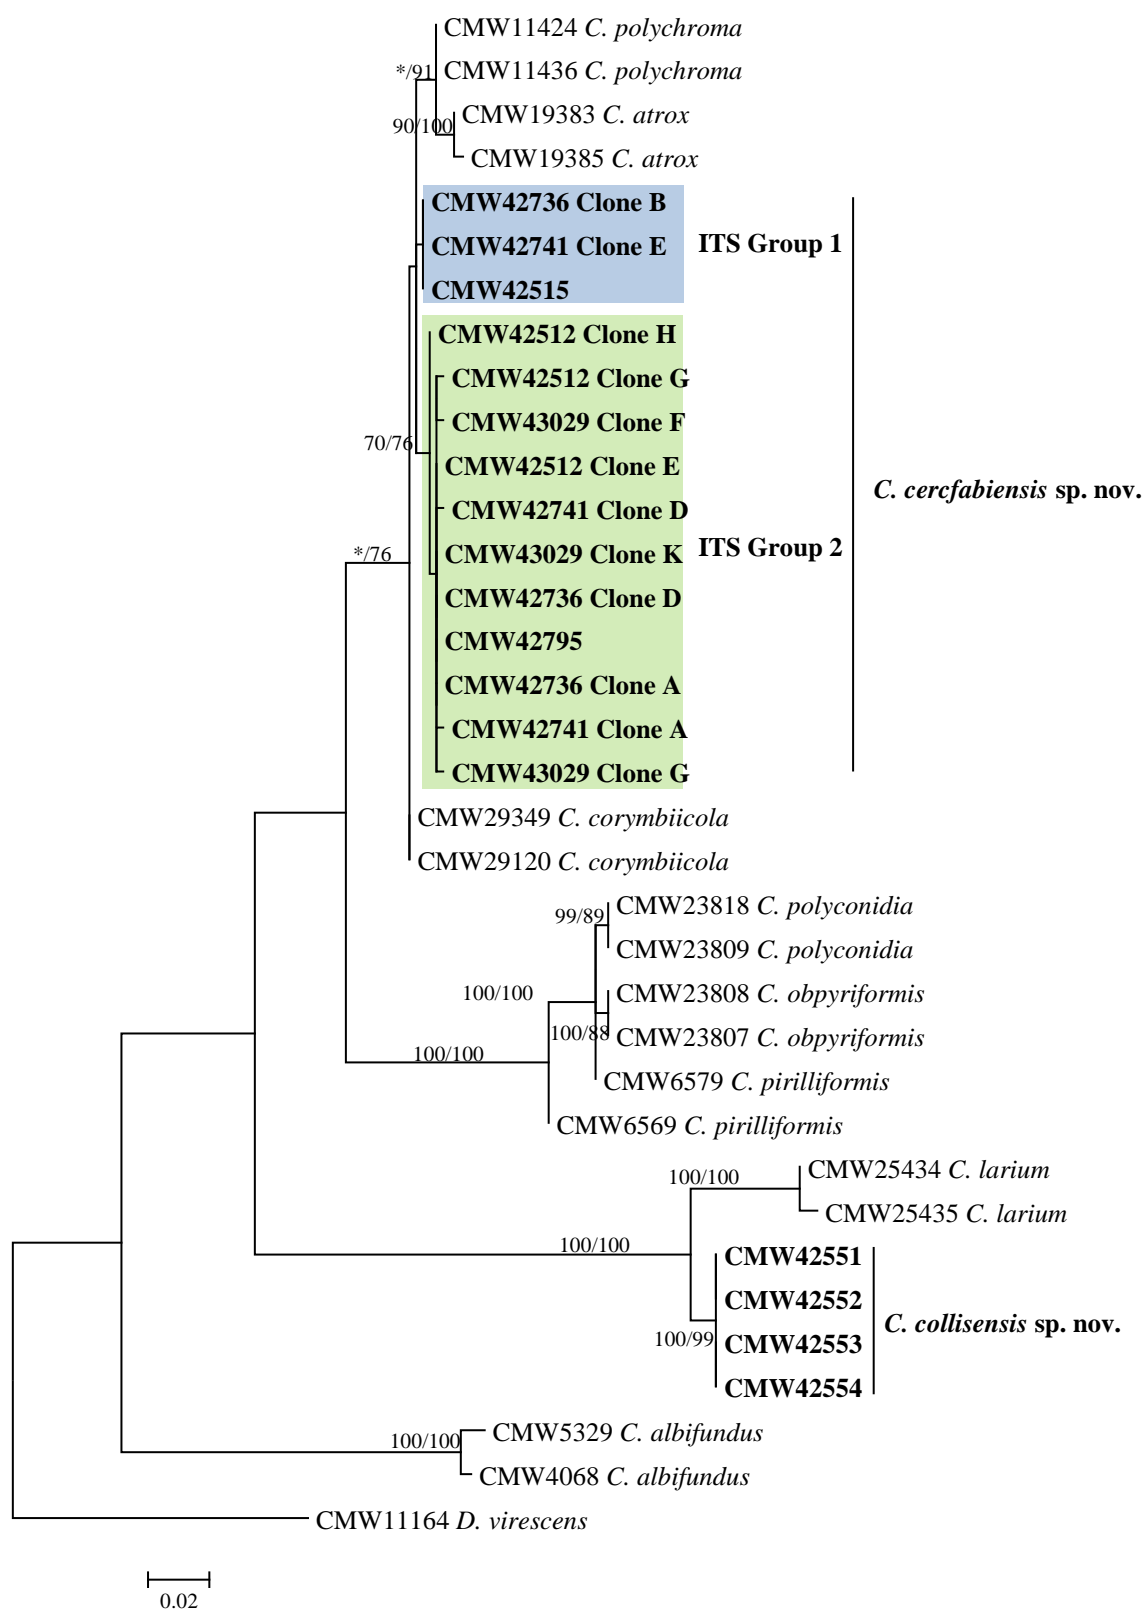 CMW11424 C. polychroma
*/91
CMW11436 C. polychroma
CMW19383 C. atrox
90/100
CMW19385 C. atrox
CMW42736 Clone B
CMW42741 Clone E
ITS Group 1
CMW42515
CMW42512 Clone H
CMW42512 Clone G
CMW43029 Clone F
70/76
CMW42512 Clone E
C. cercfabiensis sp. nov.
CMW42741 Clone D
CMW43029 Clone K
ITS Group 2
*/76
CMW42736 Clone D
CMW42795
CMW42736 Clone A
CMW42741 Clone A
CMW43029 Clone G
CMW29349 C. corymbiicola
CMW29120 C. corymbiicola
CMW23818 C. polyconidia
99/89
CMW23809 C. polyconidia
100/100
CMW23808 C. obpyriformis
100/88
CMW23807 C. obpyriformis
100/100
CMW6579 C. pirilliformis
CMW6569 C. pirilliformis
CMW25434 C. larium
100/100
CMW25435 C. larium
100/100
CMW42551
CMW42552
C. collisensis sp. nov.
100/99
CMW42553
CMW42554
CMW5329 C. albifundus
100/100
CMW4068 C. albifundus
CMW11164 D. virescens
0.02